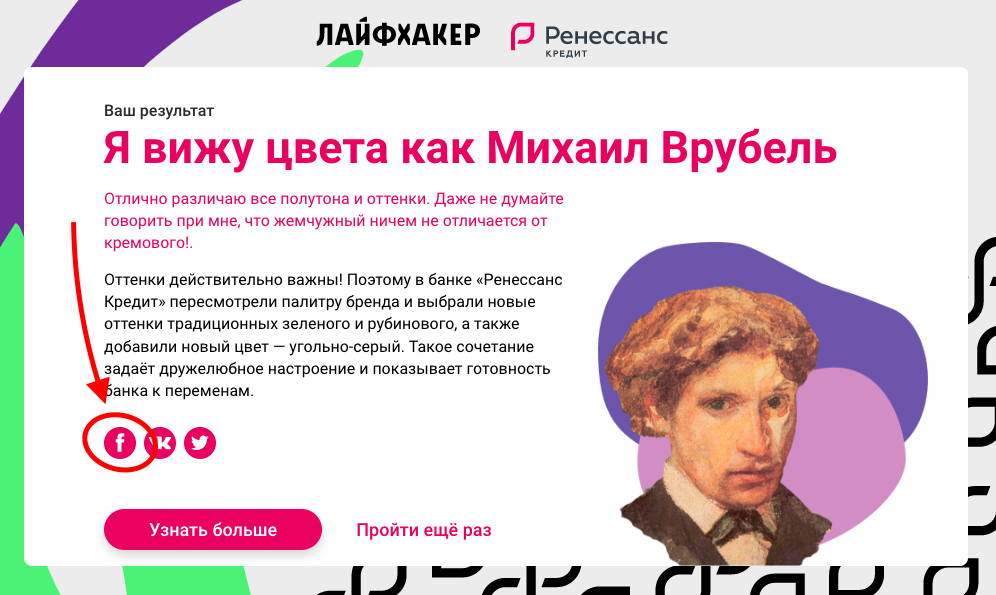 ЛАЙФХАКЕР
Ренессанс
КРЕДИТ
Ваш результат
Я вижу цвета как Михаил Врубель
Отлично различаю все полутона и оттенки. Даже не думайте
говорить при мне, что жемчужный ничем не отличается от
кремового!.
Оттенки действительно важны! Поэтому в банке «Ренессанс
Кредит» пересмотрели палитру бренда и выбрали новые
оттенки традиционных зеленого и рубинового, а также
добавили новый цвет — угольно-серый. Такое сочетание
задаёт дружелюбное настроение и показывает готовность
банка к переменам.
Узнать больше
Пройти ещё раз